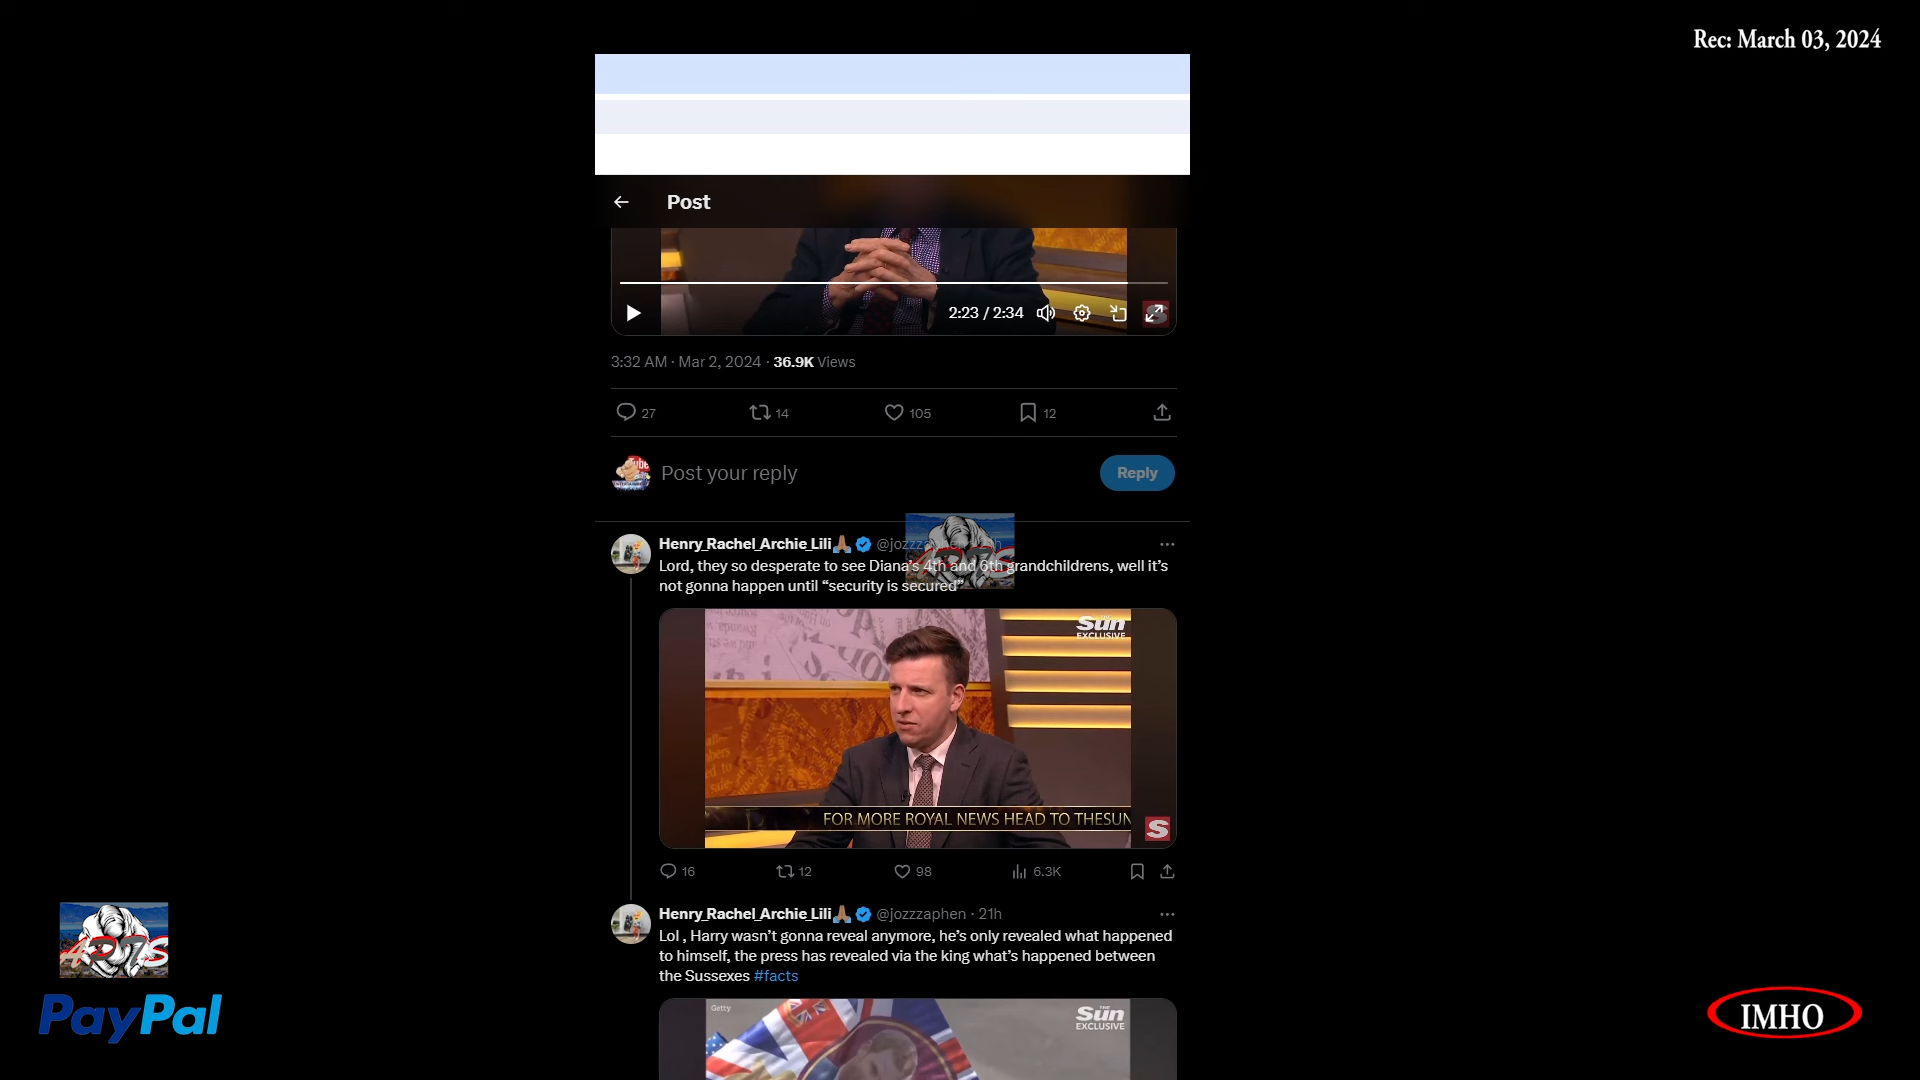 Rec: March 03, 2024
Post
2:23 / 2:34
3:32 AM · Mar 2, 2024 · 36.9K Views
27 14 105 12
Post your reply
Reply
Henry_Rachel_Archie_Lili @jozzzaphen
Lord, they so desperate to see Diana's 4th and 6th grandchildrens, well it's
not gonna happen until “security is secured”
Sun
EXCLUSIVE
FOR MORE ROYAL NEWS HEAD TO THESUN
S
16 12 98 6.3K
Henry_Rachel_Archie_Lili @jozzzaphen · 21h
Lol , Harry wasn't gonna reveal anymore, he's only revealed what happened
to himself, the press has revealed via the king what's happened between
the Sussexes #facts
Getty
THE
Sun
EXCLUSIVE
PayPal
IMHO